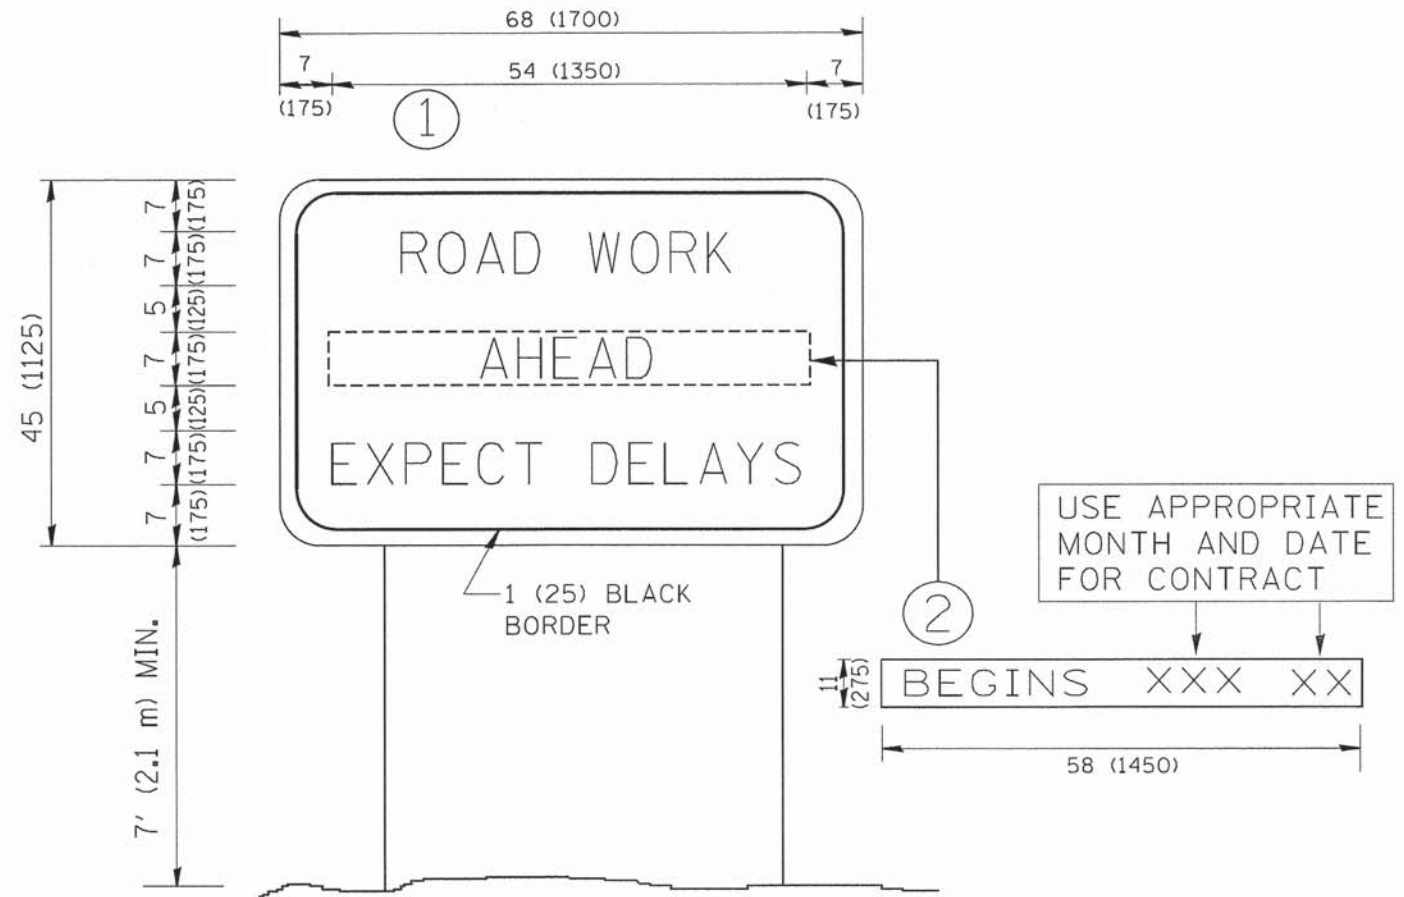 68 (1700)
7
54 (1350)
7
(175)
(175)
1
45 (1125)
7
(175)
7
(175)
5
(125)
7
(175)
5
(125)
7
(175)
7
(175)
ROAD WORK
AHEAD
EXPECT DELAYS
1 (25) BLACK
BORDER
7' (2.1 m) MIN.
2
USE APPROPRIATE
MONTH AND DATE
FOR CONTRACT
11
(275)
BEGINS XXX XX
58 (1450)